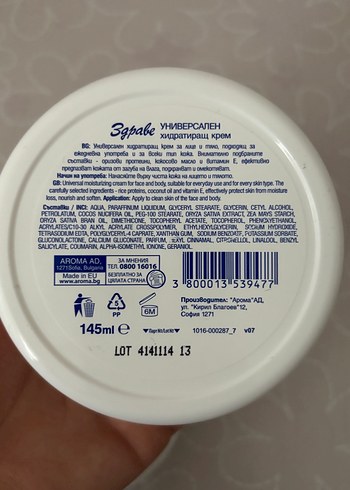 Здраве УНИВЕРСАЛЕН
хидратиращ крем
BG: Универсален хидратиращ крем за лице и тяло, подходящ за
ежедневна употреба и за всеки тип кожа. Внимателно подбраните
съставки - оризови протеини, кокосово масло и витамин Е, ефективно
предпазват кожата от загуба на влага, подхранват и омекотяват.
Начин на употреба: Нанасяйте върху чиста кожа на лицето и тялото.
GB: Universal moisturizing cream for face and body, suitable for everyday use and for every skin type. The
carefully selected ingredients - rice proteins, coconut oil and vitamin E, effectively protect skin from moisture
loss, nourish and soften. Application: Apply to clean skin of the face and body.
Съставки / INCI: AQUA, PARAFFINUM LIQUIDUM, GLYCERYL STEARATE, GLYCERIN, CETYL ALCOHOL,
PETROLATUM, COCOS NUCIFERA OIL, PEG-100 STEARATE, ORYZA SATIVA EXTRACT, ZEA MAYS STARCH,
ORYZA SATIVA BRAN OIL, DIMETHICONE, TOCOPHERYL ACETATE, TOCOPHEROL, PHENOXYETHANOL,
ACRYLATES/C10-30 ALKYL ACRYLATE CROSSPOLYMER, ETHYLHEXYLGLYCERIN, SODIUM HYDROXIDE,
TETRASODIUM EDTA, POLYGLYCERYL-4 CAPRATE, XANTHAN GUM, SODIUM BENZOATE, POTASSIUM SORBATE,
GLUCONOLACTONE, CALCIUM GLUCONATE, PARFUM, HEXYL CINNAMAL, CITRONELLOL, LINALOOL, BENZYL
SALICYLATE, COUMARIN, ALPHA-ISOMETHYL IONONE, GERANIOL.
AROMA AD,
1271Sofia, Bulgaria
Made in EU
www.aroma.bg
ЗА МНЕНИЯ
ТЕЛ. 0800 16016
БЕЗПЛАТНО ЗА
ЦЯЛАТА СТРАНА
3 800013 539477
5
PP
6M
Производител: "Арома"АД,
ул. "Кирил Благоев"12,
София 1271
145ml ℮
1016-000287_7 v07
LOT 4141114 13